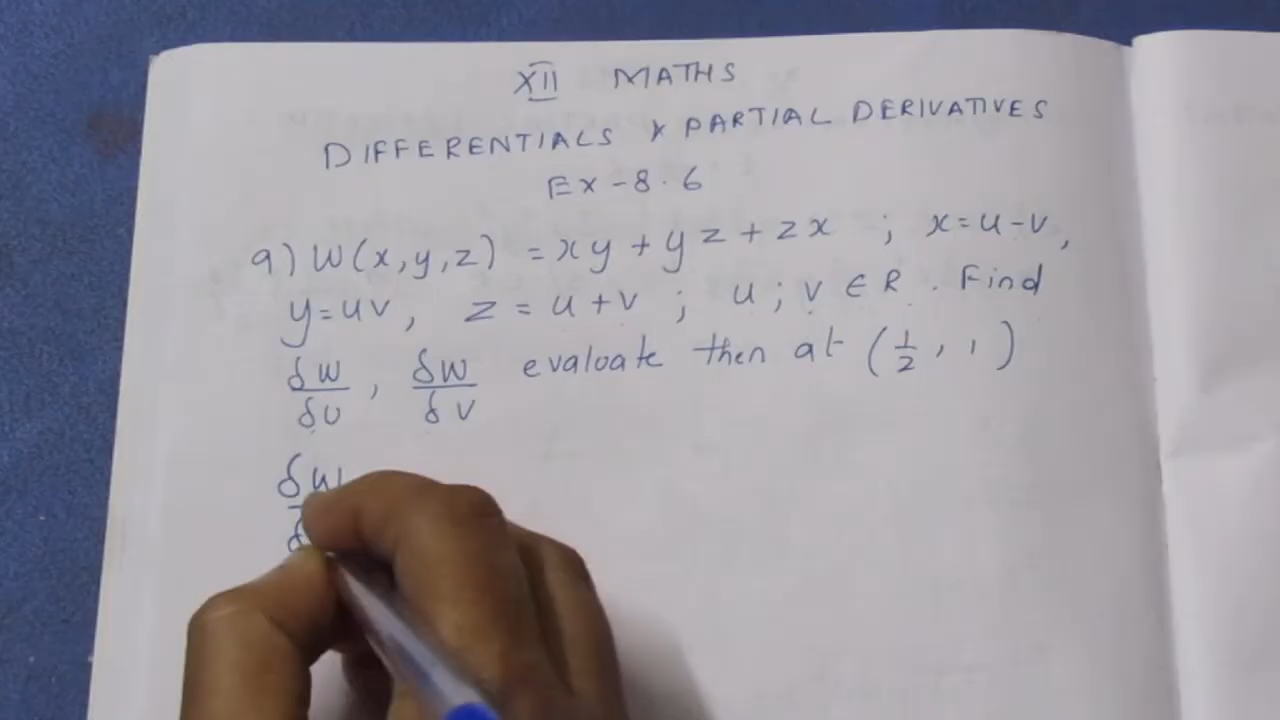 XII MATHS
DIFFERENTIALS & PARTIAL DERIVATIVES
EX-8.6
9) W(x,y,z) = xy + yz + zx ; x=u-v,
y=uv, z = u+v ; u;v ∈ R. Find
δW/δu, δW/δv evaloate then at (1/2, 1)
δW